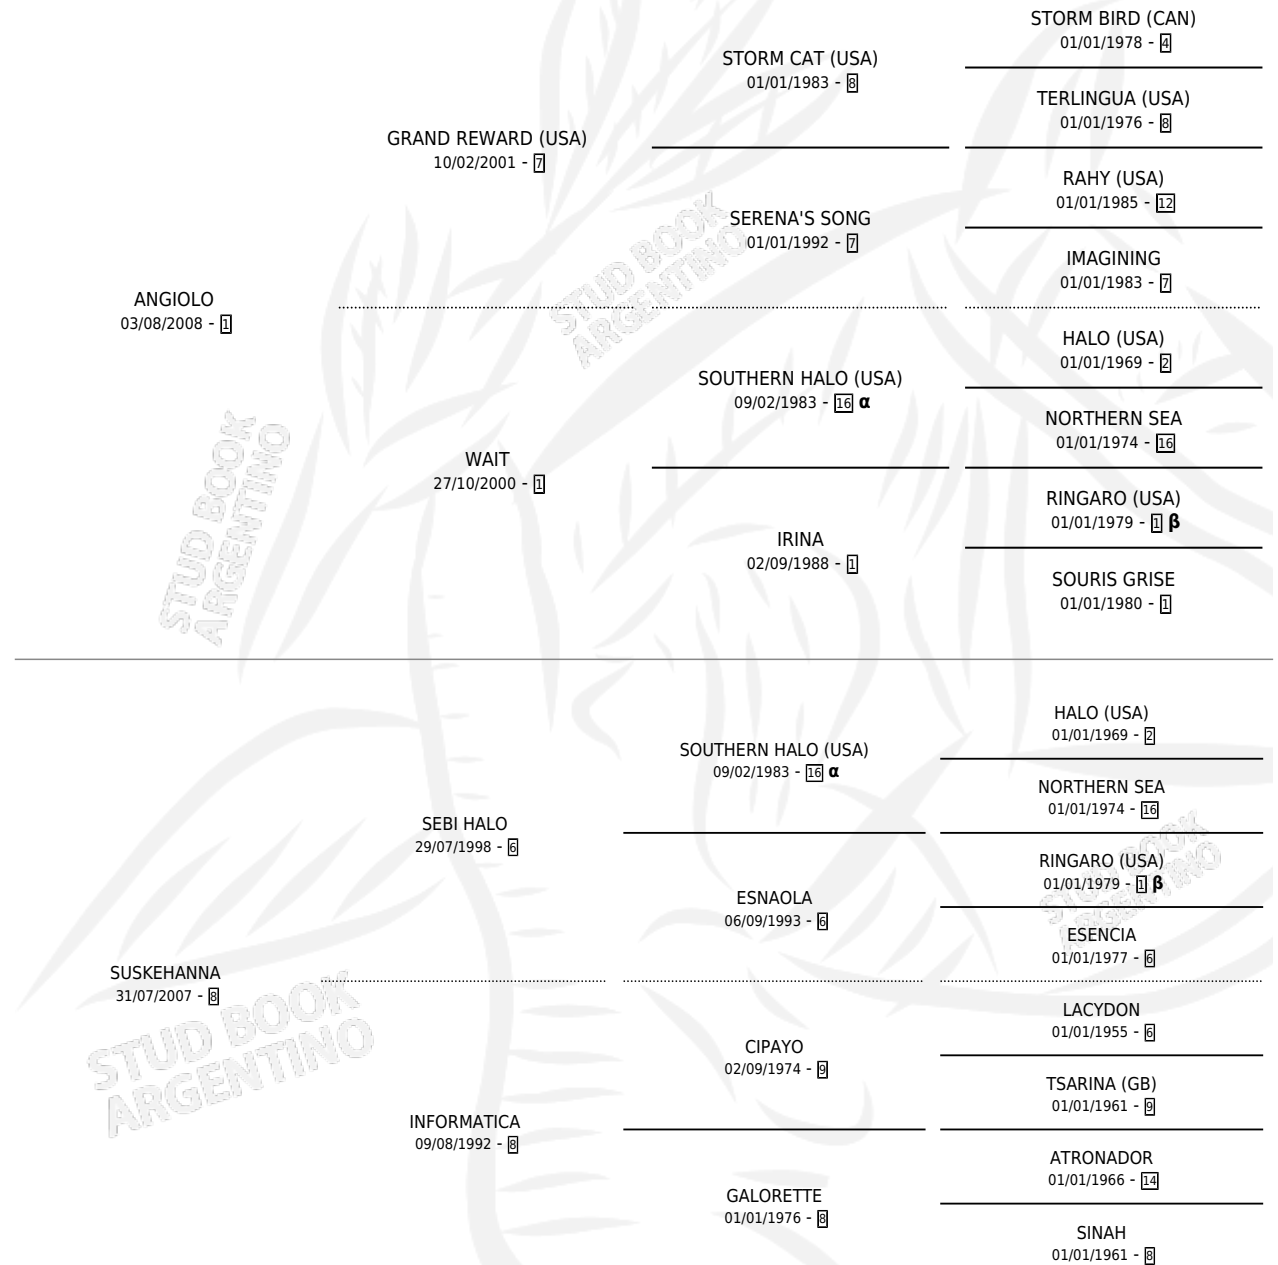 STORM BIRD (CAN)
01/01/1978 - 4
STORM CAT (USA)
01/01/1983 - 8
TERLINGUA (USA)
01/01/1976 - 8
GRAND REWARD (USA)
10/02/2001 - 7
RAHY (USA)
01/01/1985 - 12
SERENA'S SONG
01/01/1992 - 7
IMAGINING
01/01/1983 - 7
ANGIOLO
03/08/2008 - 1
HALO (USA)
01/01/1969 - 2
SOUTHERN HALO (USA)
09/02/1983 - 16 α
NORTHERN SEA
01/01/1974 - 16
WAIT
27/10/2000 - 1
RINGARO (USA)
01/01/1979 - 1 β
IRINA
02/09/1988 - 1
SOURIS GRISE
01/01/1980 - 1
HALO (USA)
01/01/1969 - 2
SOUTHERN HALO (USA)
09/02/1983 - 16 α
NORTHERN SEA
01/01/1974 - 16
SEBI HALO
29/07/1998 - 6
RINGARO (USA)
01/01/1979 - 1 β
ESNAOLA
06/09/1993 - 6
ESENCIA
01/01/1977 - 6
SUSKEHANNA
31/07/2007 - 8
LACYDON
01/01/1955 - 6
CIPAYO
02/09/1974 - 9
TSARINA (GB)
01/01/1961 - 9
INFORMATICA
09/08/1992 - 8
ATRONADOR
01/01/1966 - 14
GALORETTE
01/01/1976 - 8
SINAH
01/01/1961 - 8
STUD BOOK
ARGENTINO
STUD BOOK
ARGENTINO
STUD BOOK
ARGENTINO
STUD BOOK
ARGENTINO